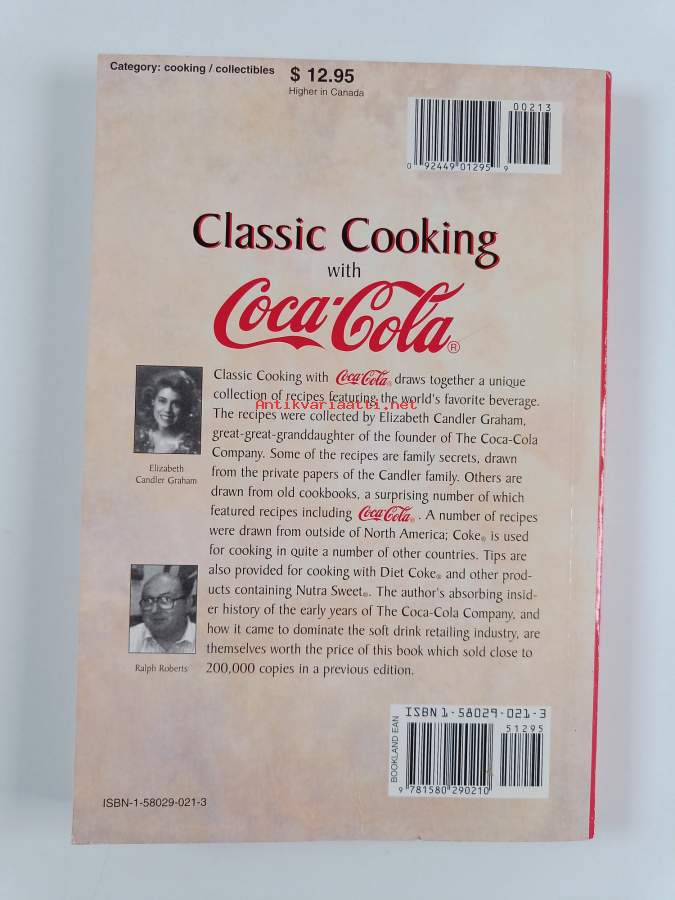 Category: cooking / collectibles
$ 12.95
Higher in Canada
00213
0 92449 01295 9
Classic Cooking
with
Coca-Cola®
Classic Cooking with Coca-Cola® draws together a unique
collection of recipes featuring the world's favorite beverage.
Antikvariaatti.net
The recipes were collected by Elizabeth Candler Graham,
great-great-granddaughter of the founder of The Coca-Cola
Company. Some of the recipes are family secrets, drawn
from the private papers of the Candler family. Others are
drawn from old cookbooks, a surprising number of which
featured recipes including Coca-Cola®. A number of recipes
were drawn from outside of North America; Coke® is used
for cooking in quite a number of other countries. Tips are
also provided for cooking with Diet Coke® and other prod-
ucts containing Nutra Sweet®. The author's absorbing insid-
er history of the early years of The Coca-Cola Company, and
how it came to dominate the soft drink retailing industry, are
themselves worth the price of this book which sold close to
200,000 copies in a previous edition.
Elizabeth
Candler Graham
Ralph Roberts
ISBN 1-58029-021-3
51295
BOOKLAND EAN
9 781580 290210
ISBN-1-58029-021-3